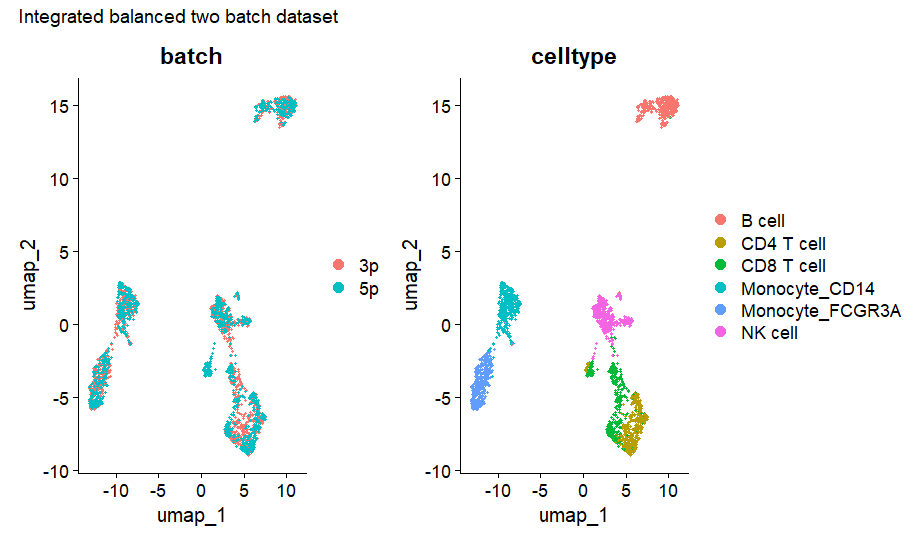 Integrated balanced two batch dataset
batch
celltype
umap_2
15
10
5
0
-5
-10
-10
-5
0
5
10
umap_1
3p
5p
umap_2
15
10
5
0
-5
-10
-10
-5
0
5
10
umap_1
B cell
CD4 T cell
CD8 T cell
Monocyte_CD14
Monocyte_FCGR3A
NK cell